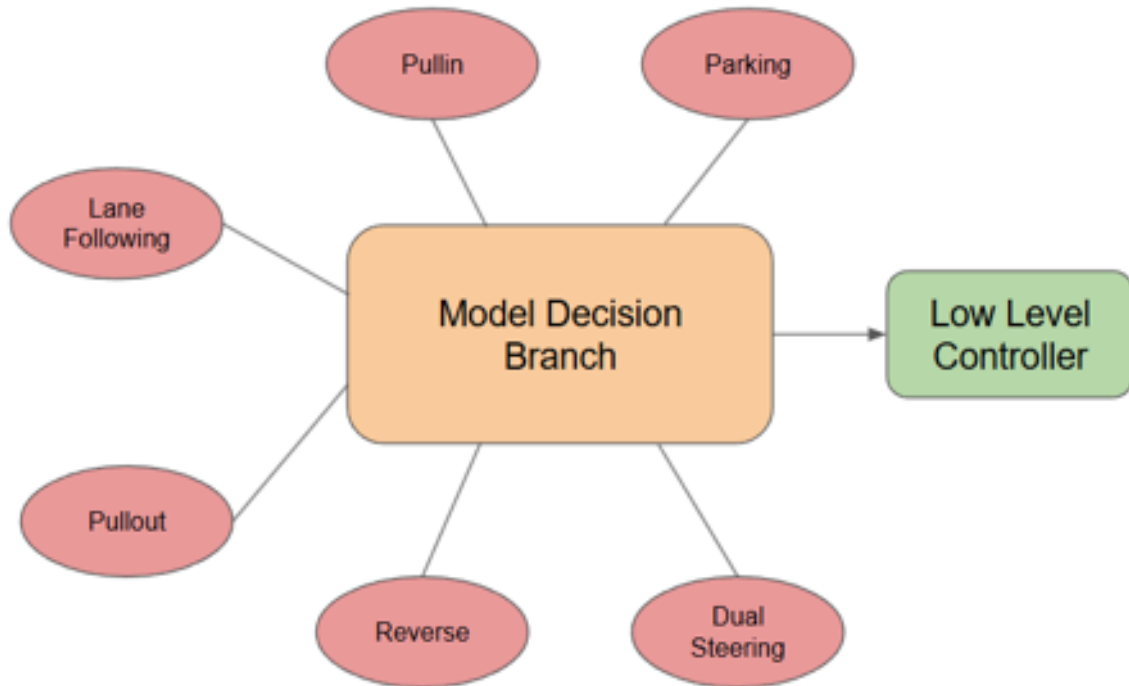 Pullin
Parking
Lane
Following
Model Decision
Branch
Low Level
Controller
Pullout
Reverse
Dual
Steering